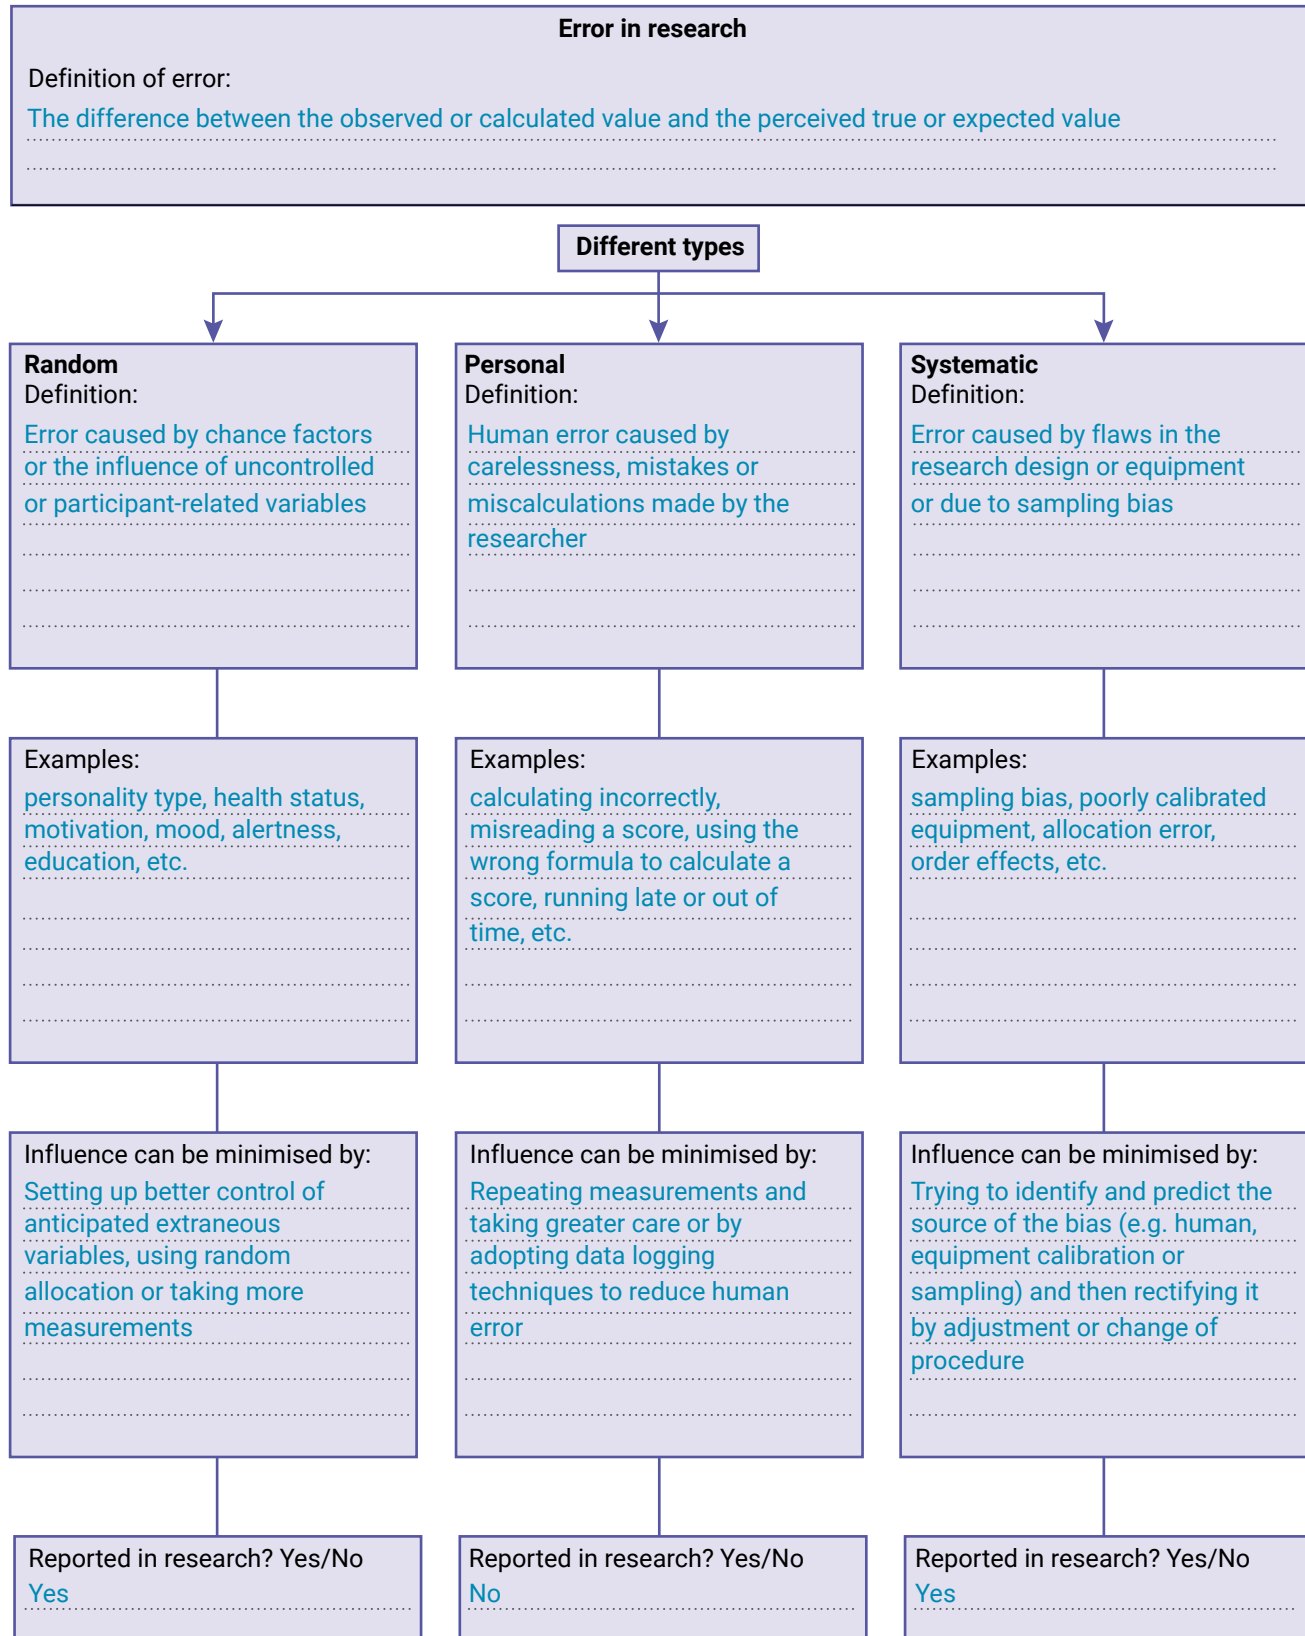 Error in research
Definition of error:
The difference between the observed or calculated value and the perceived true or expected value
Different types
Random
Definition:
Error caused by chance factors
or the influence of uncontrolled
or participant-related variables
Personal
Definition:
Human error caused by
carelessness, mistakes or
miscalculations made by the
researcher
Systematic
Definition:
Error caused by flaws in the
research design or equipment
or due to sampling bias
Examples:
personality type, health status,
motivation, mood, alertness,
education, etc.
Examples:
calculating incorrectly,
misreading a score, using the
wrong formula to calculate a
score, running late or out of
time, etc.
Examples:
sampling bias, poorly calibrated
equipment, allocation error,
order effects, etc.
Influence can be minimised by:
Setting up better control of
anticipated extraneous
variables, using random
allocation or taking more
measurements
Influence can be minimised by:
Repeating measurements and
taking greater care or by
adopting data logging
techniques to reduce human
error
Influence can be minimised by:
Trying to identify and predict the
source of the bias (e.g. human,
equipment calibration or
sampling) and then rectifying it
by adjustment or change of
procedure
Reported in research? Yes/No
Yes
Reported in research? Yes/No
No
Reported in research? Yes/No
Yes